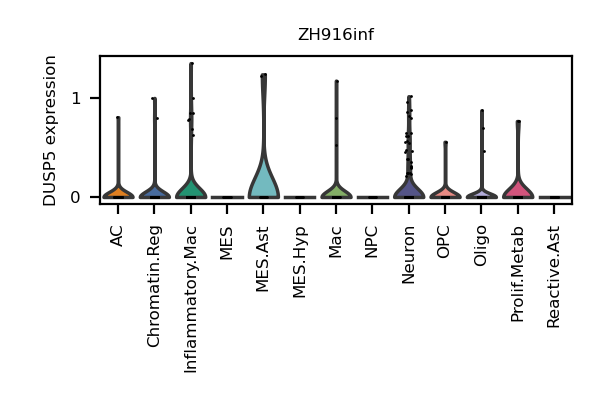 ZH916inf
DUSP5 expression
1
0
AC
Chromatin.Reg
Inflammatory.Mac
MES
MES.Ast
MES.Hyp
Mac
NPC
Neuron
OPC
Oligo
Prolif.Metab
Reactive.Ast